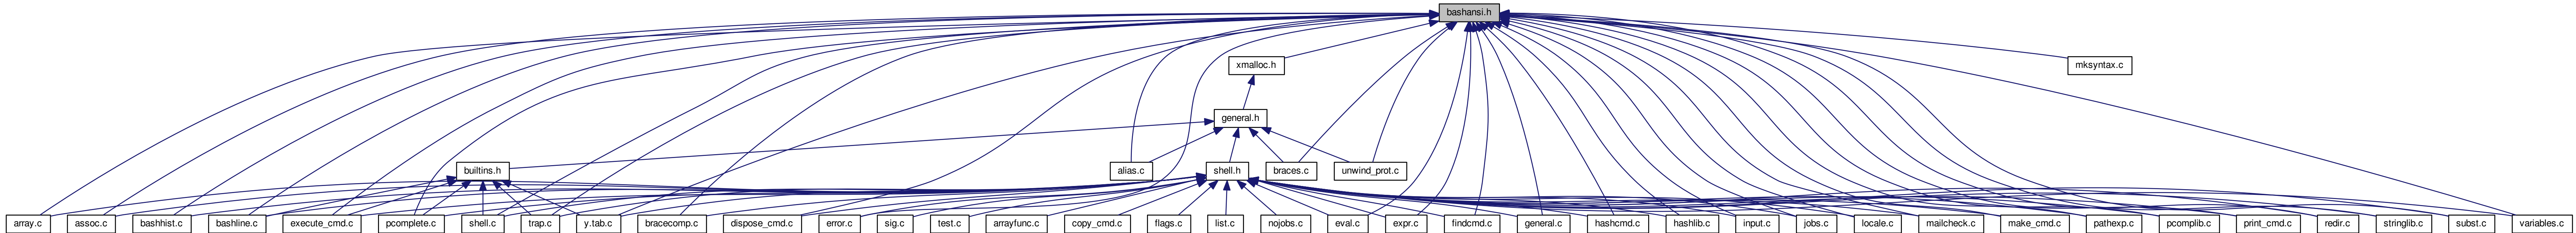 bashansi.h
xmalloc.h
mksyntax.c
general.h
builtins.h
alias.c
shell.h
braces.c
unwind_prot.c
array.c
assoc.c
bashhist.c
bashline.c
execute_cmd.c
pcomplete.c
shell.c
trap.c
y.tab.c
bracecomp.c
dispose_cmd.c
error.c
sig.c
test.c
arrayfunc.c
copy_cmd.c
flags.c
list.c
nojobs.c
eval.c
expr.c
findcmd.c
general.c
hashcmd.c
hashlib.c
input.c
jobs.c
locale.c
mailcheck.c
make_cmd.c
pathexp.c
pcomplib.c
print_cmd.c
redir.c
stringlib.c
subst.c
variables.c